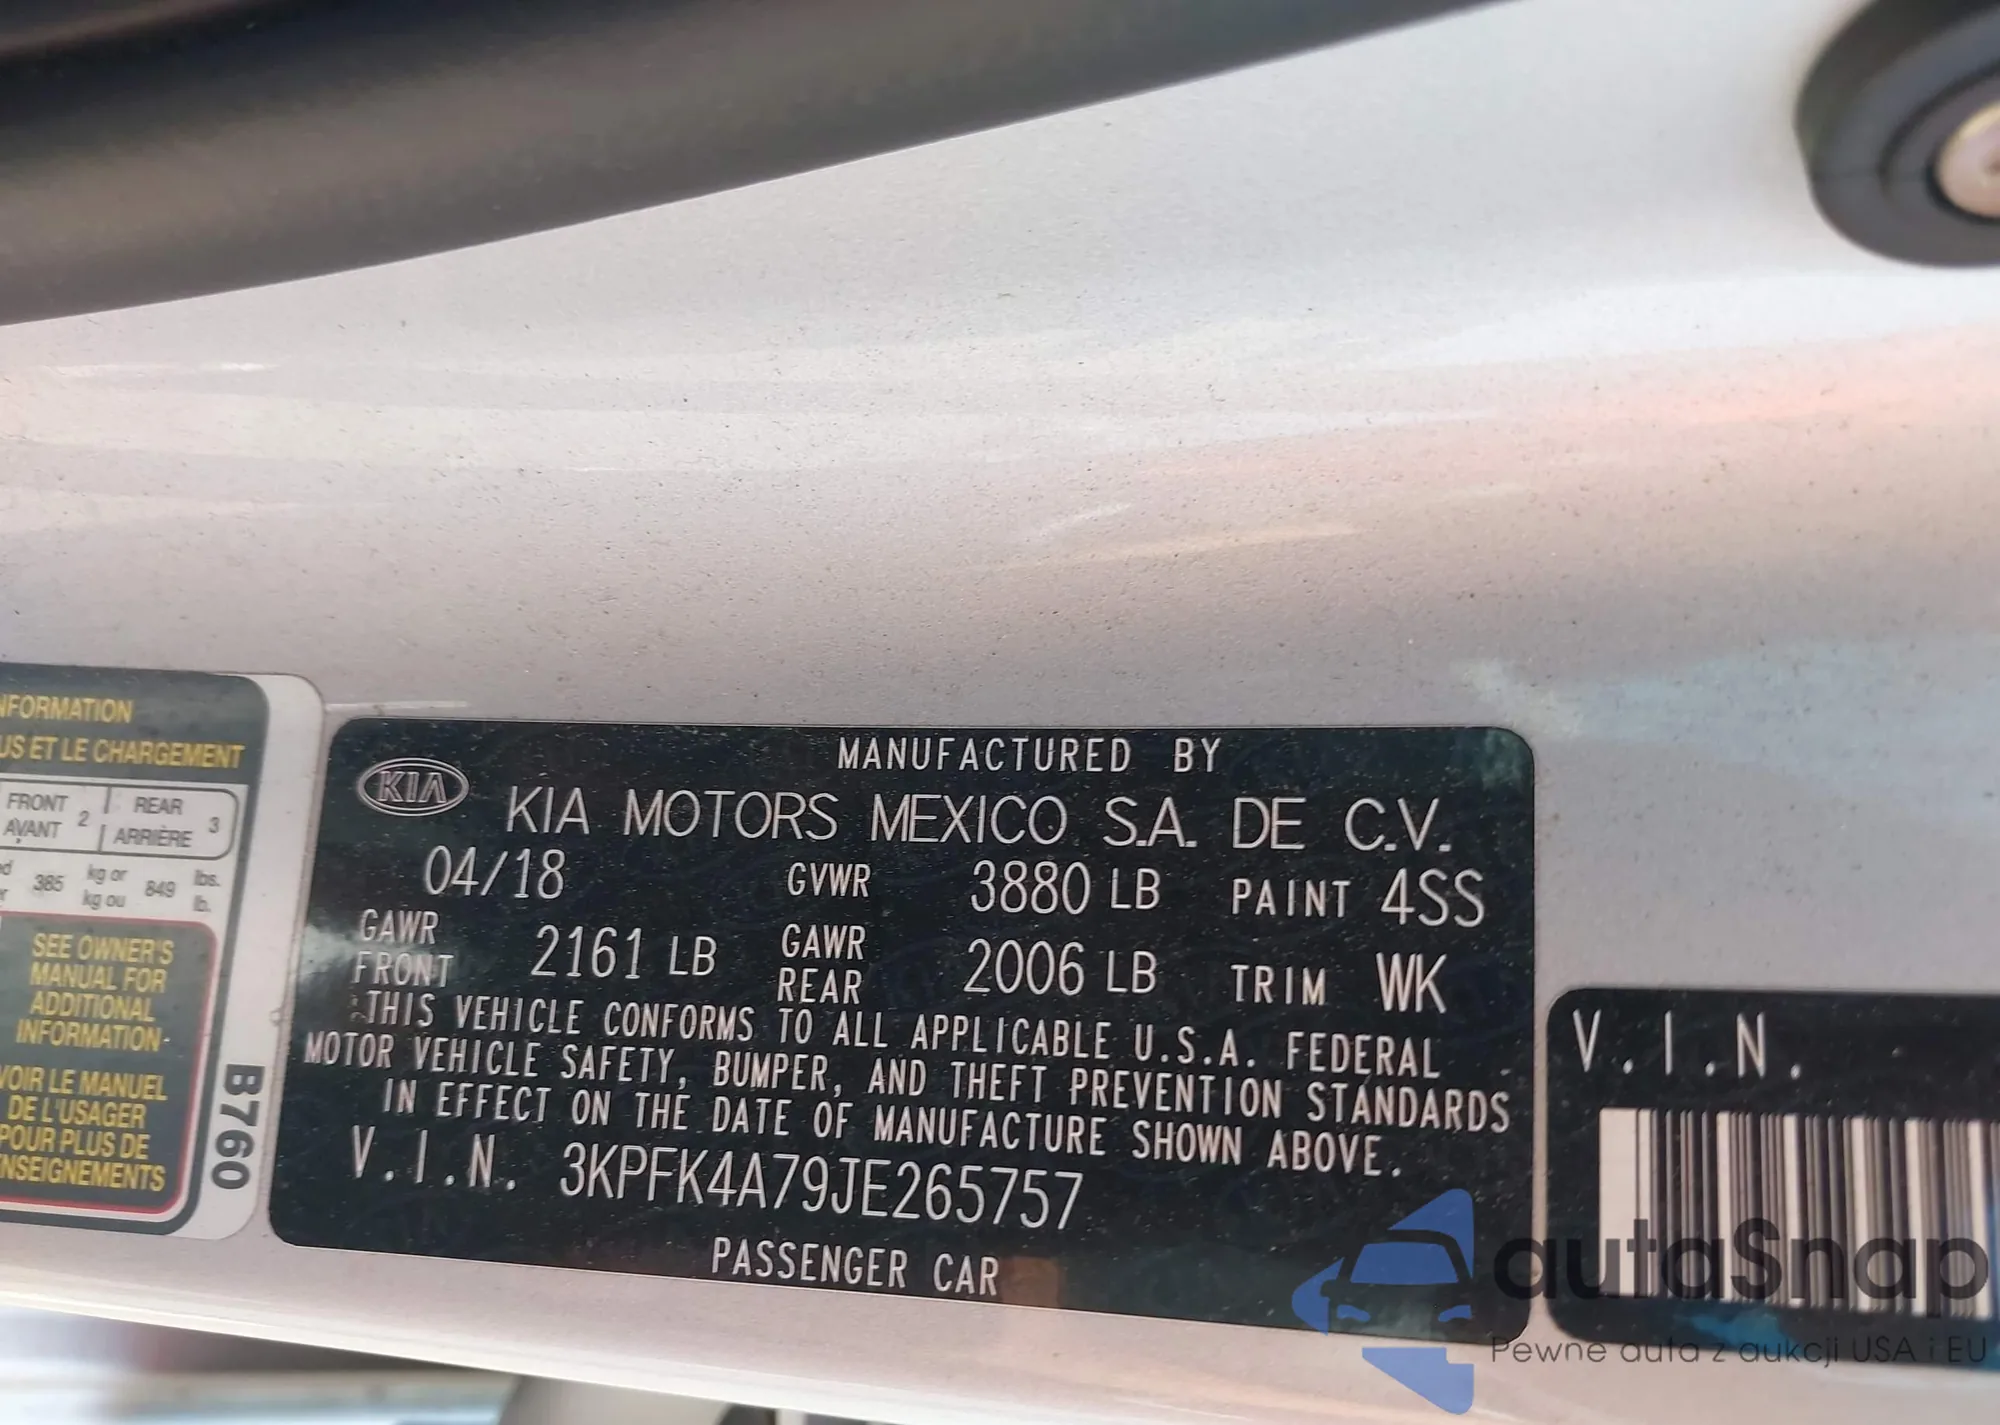 INFORMATION
US ET LE CHARGEMENT
FRONT 2 REAR 3
AVANT ARRIÈRE
385 kg or 849 lbs.
kg ou lb.
SEE OWNER'S
MANUAL FOR
ADDITIONAL
INFORMATION
VOIR LE MANUEL
DE L'USAGER
POUR PLUS DE
NSEIGNEMENTS
B760
MANUFACTURED BY
KIA KIA MOTORS MEXICO S.A. DE C.V.
04/18 GVWR 3880 LB PAINT 4SS
GAWR FRONT 2161 LB GAWR REAR 2006 LB TRIM WK
THIS VEHICLE CONFORMS TO ALL APPLICABLE U.S.A. FEDERAL
MOTOR VEHICLE SAFETY, BUMPER, AND THEFT PREVENTION STANDARDS
IN EFFECT ON THE DATE OF MANUFACTURE SHOWN ABOVE.
V.I.N. 3KPFK4A79JE265757
PASSENGER CAR
V.I.N.
autaSnap
Pewne auta z aukcji USA i EU